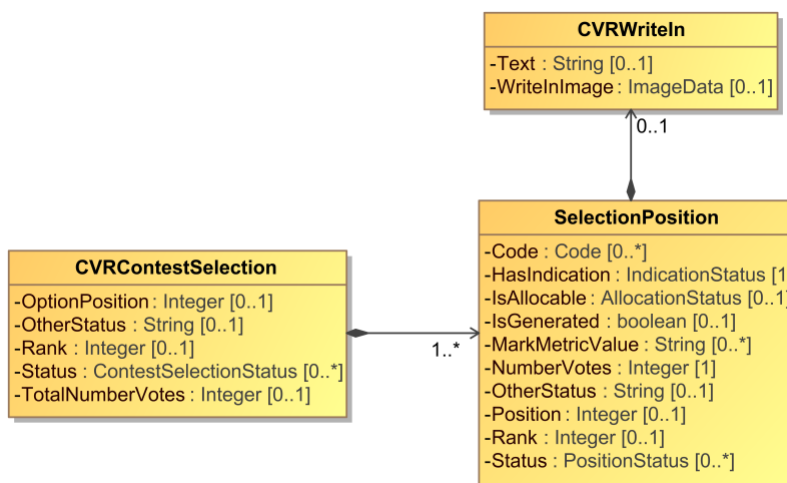 CVRWriteIn
-Text : String [0..1]
-WriteInImage : ImageData [0..1]
0..1
SelectionPosition
-Code : Code [0..*]
-HasIndication : IndicationStatus [1
-IsAllocable : AllocationStatus [0..1]
-IsGenerated : boolean [0..1]
-MarkMetricValue : String [0..*]
-NumberVotes : Integer [1]
-OtherStatus : String [0..1]
-Position : Integer [0..1]
-Rank : Integer [0..1]
-Status : PositionStatus [0..*]
CVRContestSelection
-OptionPosition : Integer [0..1]
-OtherStatus : String [0..1]
-Rank : Integer [0..1]
-Status : ContestSelectionStatus [0..*]
-TotalNumberVotes : Integer [0..1]
1..*